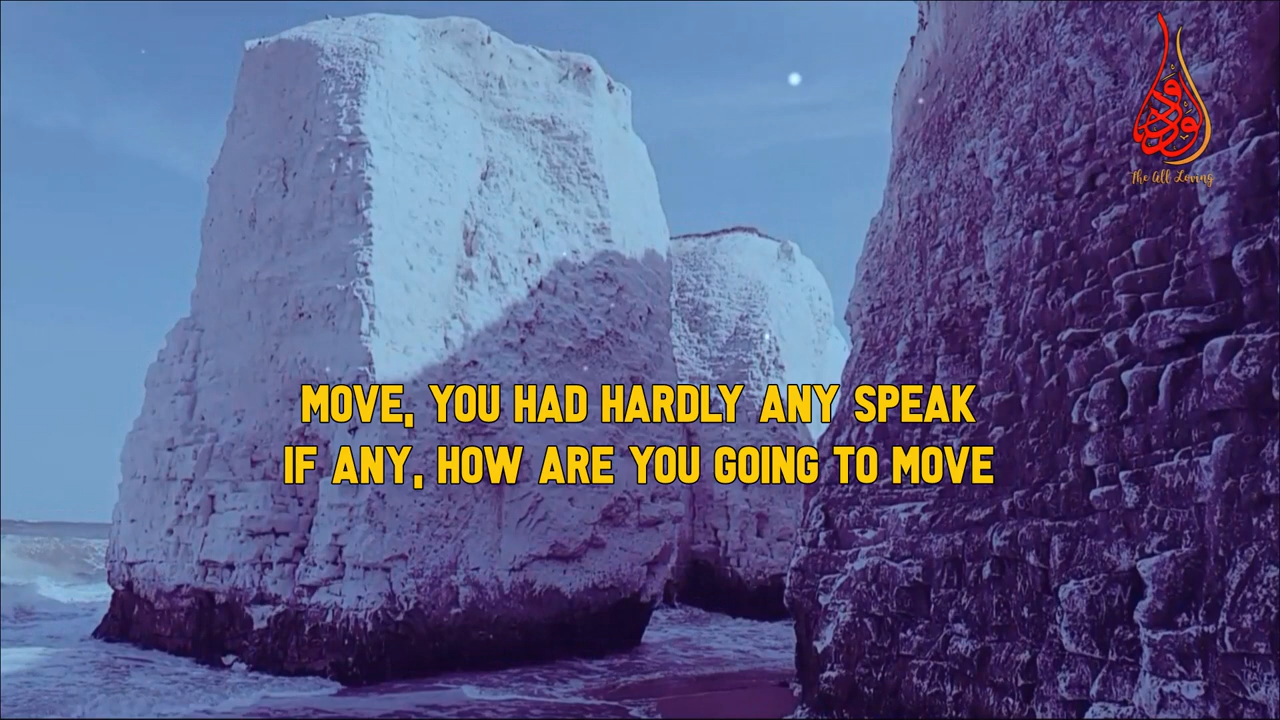 The All Loving
MOVE, YOU HAD HARDLY ANY SPEAK
IF ANY, HOW ARE YOU GOING TO MOVE